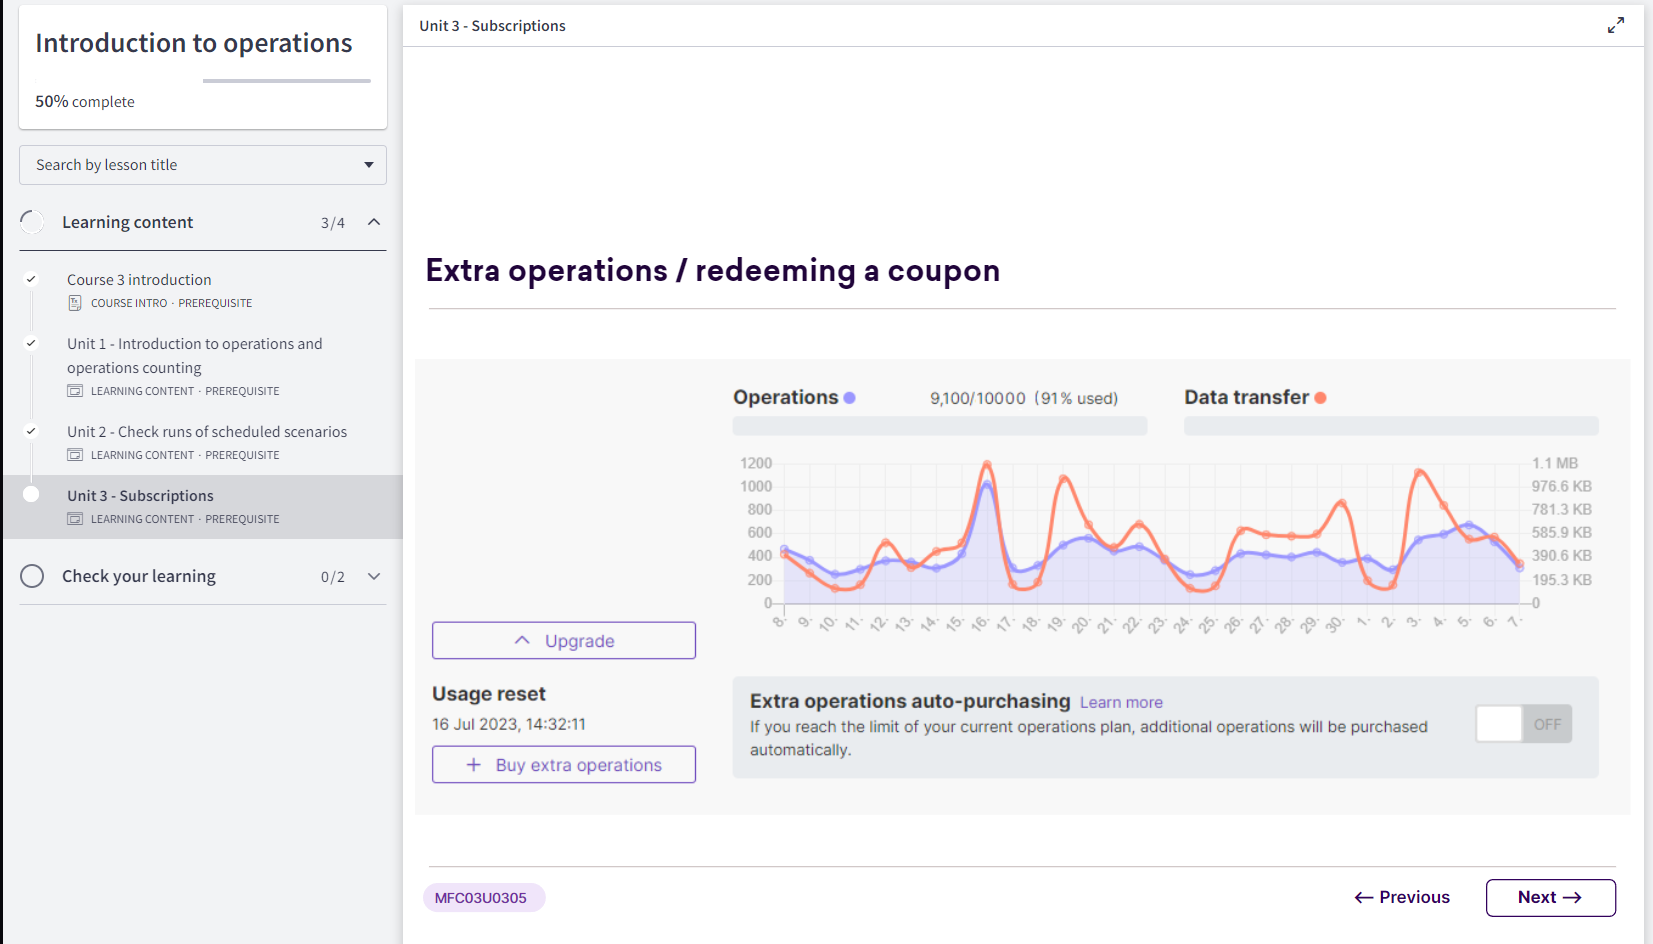 Introduction to operations
50% complete
Search by lesson title
Learning content 3/4
Course 3 introduction
COURSE INTRO · PREREQUISITE
Unit 1 - Introduction to operations and
operations counting
LEARNING CONTENT · PREREQUISITE
Unit 2 - Check runs of scheduled scenarios
LEARNING CONTENT · PREREQUISITE
Unit 3 - Subscriptions
LEARNING CONTENT · PREREQUISITE
Check your learning 0/2
Unit 3 - Subscriptions
Extra operations / redeeming a coupon
Operations 9,100/10000 (91% used)
Data transfer
1200 1.1 MB
1000 976.6 KB
800 781.3 KB
600 585.9 KB
400 390.6 KB
200 195.3 KB
0 0
8. 9. 10. 11. 12. 13. 14. 15. 16. 17. 18. 19. 20. 21. 22. 23. 24. 25. 26. 27. 28. 29. 30. 1. 2. 3. 4. 5. 6. 7.
Upgrade
Usage reset
16 Jul 2023, 14:32:11
+ Buy extra operations
Extra operations auto-purchasing Learn more
If you reach the limit of your current operations plan, additional operations will be purchased
automatically.
OFF
MFC03U0305
← Previous
Next →